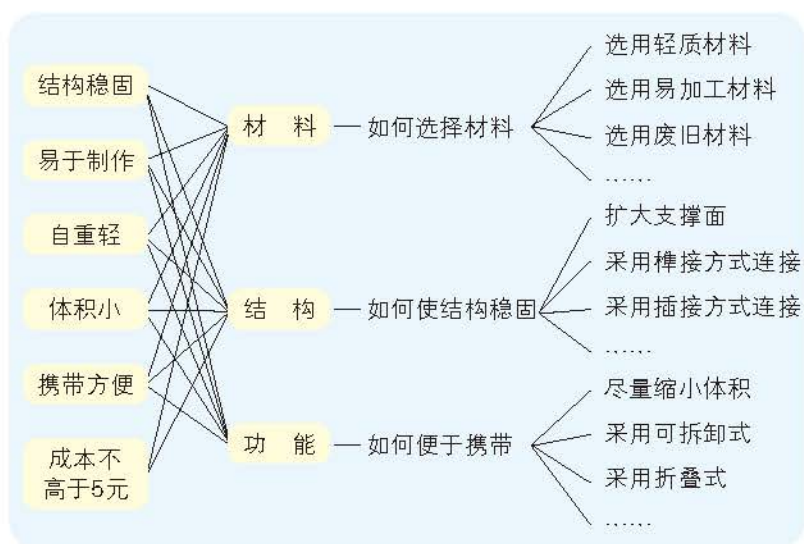 结构稳固
易于制作
自重轻
体积小
携带方便
成本不
高于5元
材 料
结 构
功 能
如何选择材料
如何使结构稳固
如何便于携带
选用轻质材料
选用易加工材料
选用废旧材料
……
扩大支撑面
采用榫接方式连接
采用插接方式连接
……
尽量缩小体积
采用可拆卸式
采用折叠式
……